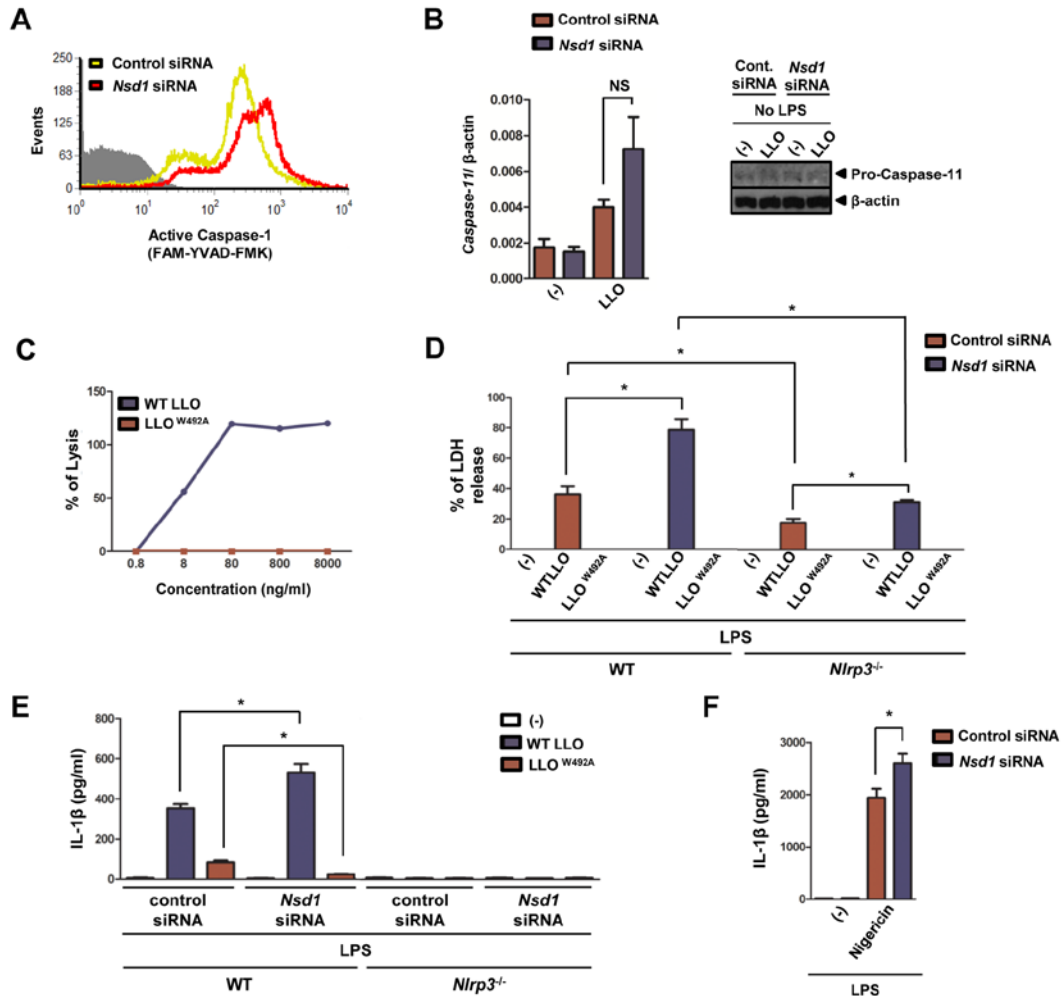 A
Control siRNA
Nsd1 siRNA
250
188
125
63
0
Events
10^0 10^1 10^2 10^3 10^4
Active Caspase-1
(FAM-YVAD-FMK)
B
Control siRNA
Nsd1 siRNA
NS
0.010
0.008
0.006
0.004
0.002
0.000
Caspase-11/ β-actin
(-) LLO
Cont. siRNA
Nsd1 siRNA
No LPS
(-) LLO (-) LLO
Pro-Caspase-11
β-actin
C
WT LLO
LLO W492A
150
100
50
0
% of Lysis
0.8 8 80 800 8000
Concentration (ng/ml)
D
Control siRNA
Nsd1 siRNA
*
*
*
*
100
80
60
40
20
0
% of LDH
release
(-) WTLLO LLO W492A (-) WTLLO LLO W492A (-) WTLLO LLO W492A (-) WTLLO LLO W492A
LPS
WT Nlrp3-/-
E
(-)
WT LLO
LLO W492A
*
*
800
600
400
200
0
IL-1β (pg/ml)
control siRNA
Nsd1 siRNA
control siRNA
Nsd1 siRNA
LPS
WT Nlrp3-/-
F
Control siRNA
Nsd1 siRNA
*
3000
2000
1000
0
IL-1β (pg/ml)
(-) Nigericin
LPS